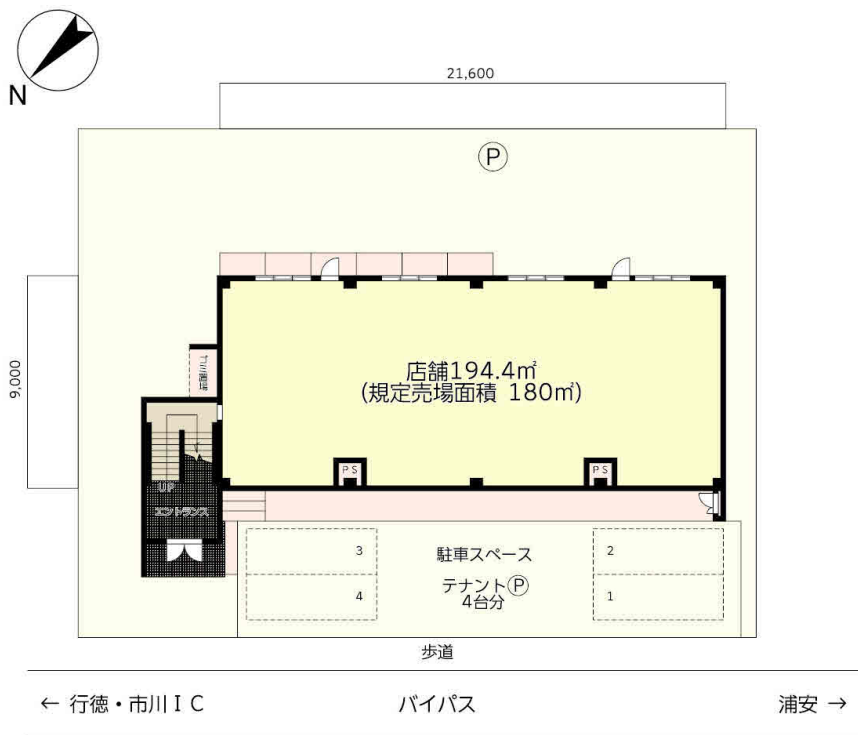 N
21,600
Ⓟ
9,000
店舗194.4㎡
(規定売場面積 180㎡)
ゴミ置場
PS
PS
UP
エントランス
3
駐車スペース
2
テナントⓅ
4
4台分
1
歩道
← 行徳・市川IC
バイパス
浦安 →